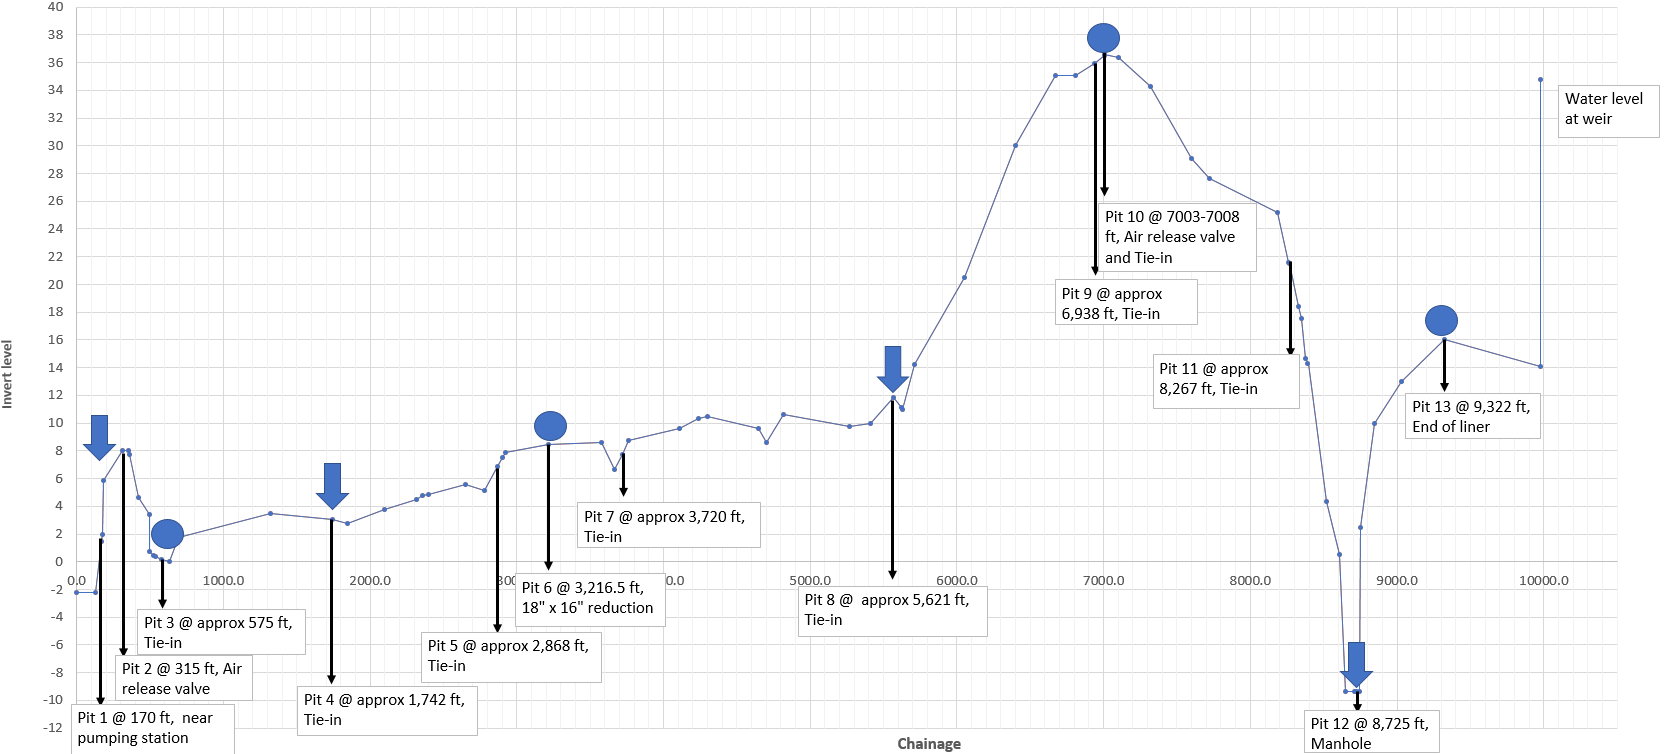 40
38
36
34
32
30
28
26
24
22
20
18
16
14
12
10
8
6
4
2
0
-2
-4
-6
-8
-10
-12
Invert level
0.0
1000.0
2000.0
5000.0
6000.0
7000.0
8000.0
9000.0
10000.0
Chainage
Water level
at weir
Pit 10 @ 7003-7008
ft, Air release valve
and Tie-in
Pit 9 @ approx
6,938 ft, Tie-in
Pit 11 @ approx
8,267 ft, Tie-in
Pit 13 @ 9,322 ft,
End of liner
Pit 7 @ approx 3,720 ft,
Tie-in
Pit 6 @ 3,216.5 ft,
18" x 16" reduction
Pit 8 @  approx 5,621 ft,
Tie-in
Pit 3 @ approx 575 ft,
Tie-in
Pit 5 @ approx 2,868 ft,
Tie-in
Pit 2 @ 315 ft, Air
release valve
Pit 4 @ approx 1,742 ft,
Tie-in
Pit 1 @ 170 ft,  near
pumping station
Pit 12 @ 8,725 ft,
Manhole